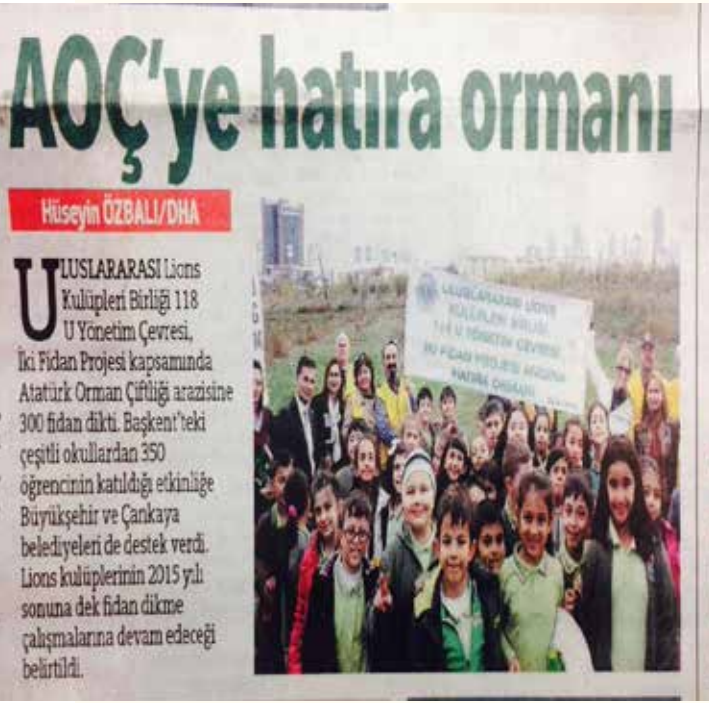 AOÇ'ye hatıra ormanı
Hüseyin ÖZBALI/DHA
ULUSLARARASI Lions
Kulüpleri Birliği 118
U Yönetim Çevresi,
İki Fidan Projesi kapsamında
Atatürk Orman Çiftliği arazisine
300 fidan dikti. Başkent'teki
çeşitli okullardan 350
öğrencinin katıldığı etkinliğe
Büyükşehir ve Çankaya
belediyeleri de destek verdi.
Lions kulüplerinin 2015 yılı
sonuna dek fidan dikme
çalışmalarına devam edeceği
belirtildi.
ULUSLARARASI LIONS
KULÜPLERİ BİRLİĞİ
118 U YÖNETİM ÇEVRESİ
FİDAN PROJESİ
HATIRA ORMANI